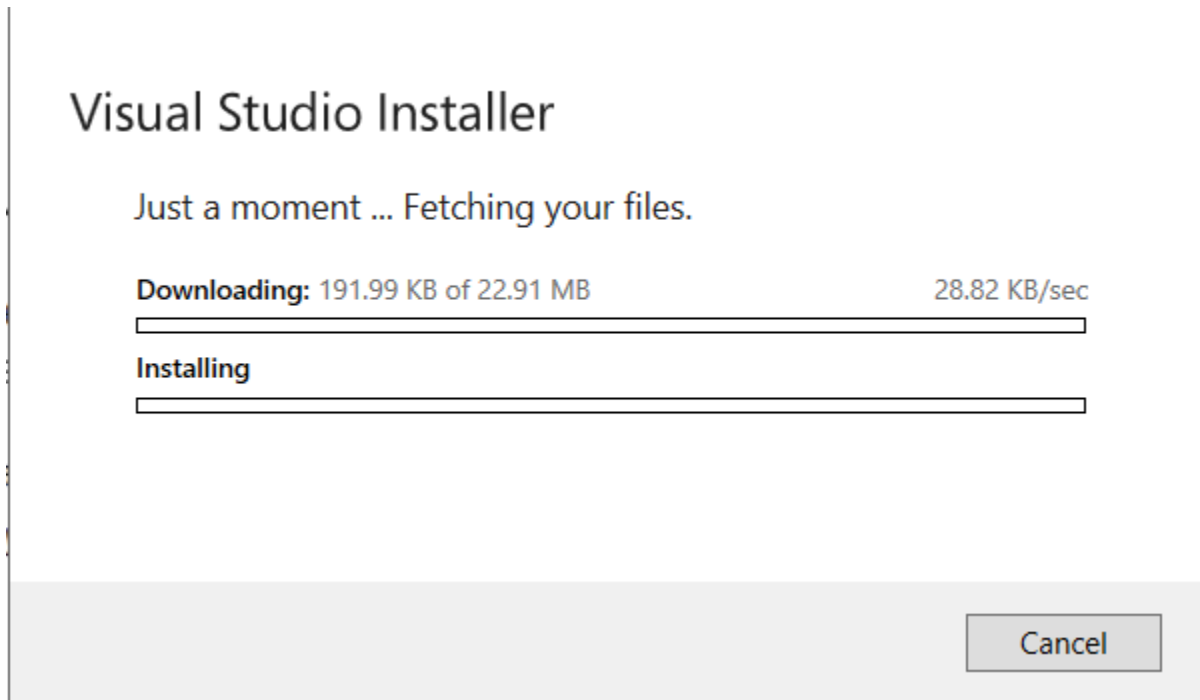 Visual Studio Installer
Just a moment ... Fetching your files.
Downloading: 191.99 KB of 22.91 MB 28.82 KB/sec
Installing
Cancel